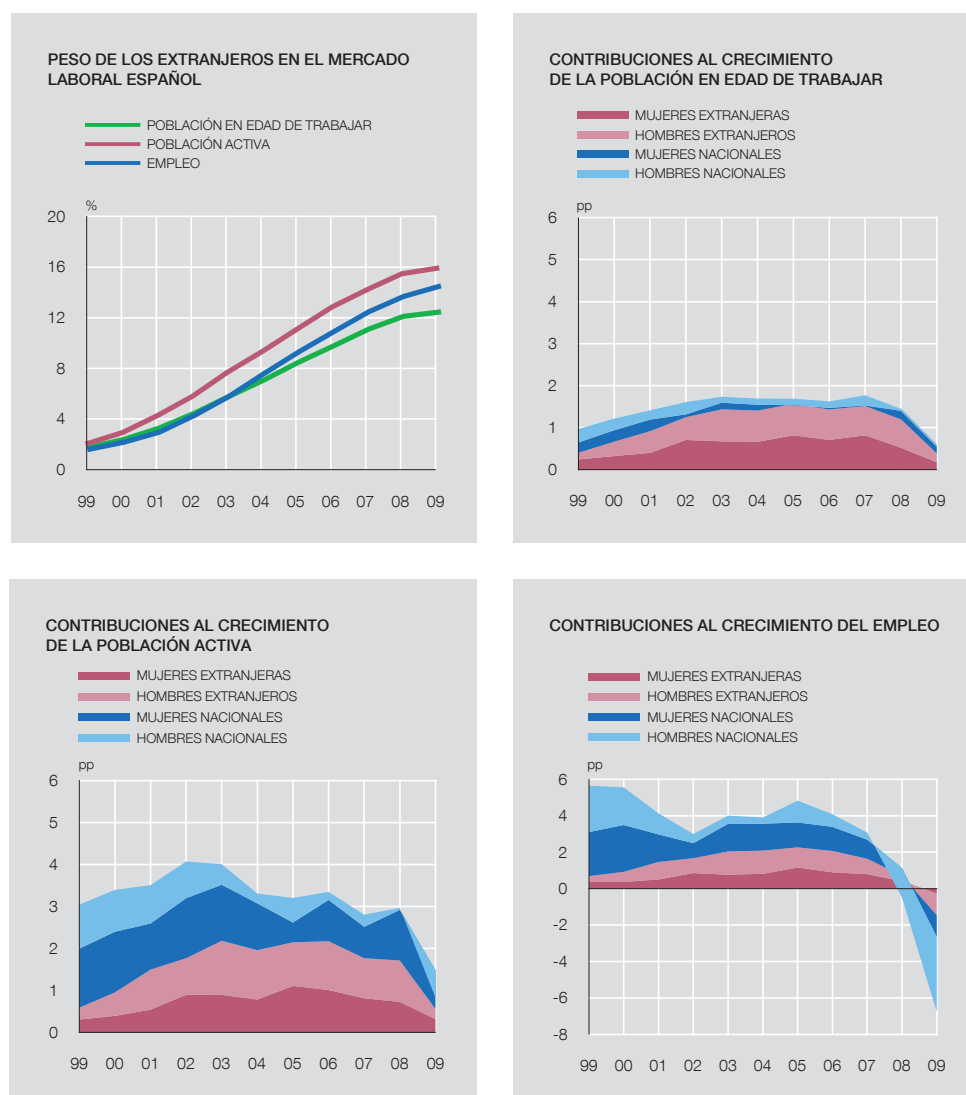 PESO DE LOS EXTRANJEROS EN EL MERCADO
LABORAL ESPAÑOL
POBLACIÓN EN EDAD DE TRABAJAR
POBLACIÓN ACTIVA
EMPLEO
%
20
16
12
8
4
0
99 00 01 02 03 04 05 06 07 08 09
CONTRIBUCIONES AL CRECIMIENTO
DE LA POBLACIÓN EN EDAD DE TRABAJAR
MUJERES EXTRANJERAS
HOMBRES EXTRANJEROS
MUJERES NACIONALES
HOMBRES NACIONALES
pp
6
5
4
3
2
1
0
99 00 01 02 03 04 05 06 07 08 09
CONTRIBUCIONES AL CRECIMIENTO
DE LA POBLACIÓN ACTIVA
MUJERES EXTRANJERAS
HOMBRES EXTRANJEROS
MUJERES NACIONALES
HOMBRES NACIONALES
pp
6
5
4
3
2
1
0
99 00 01 02 03 04 05 06 07 08 09
CONTRIBUCIONES AL CRECIMIENTO DEL EMPLEO
MUJERES EXTRANJERAS
HOMBRES EXTRANJEROS
MUJERES NACIONALES
HOMBRES NACIONALES
pp
6
4
2
0
-2
-4
-6
-8
99 00 01 02 03 04 05 06 07 08 09